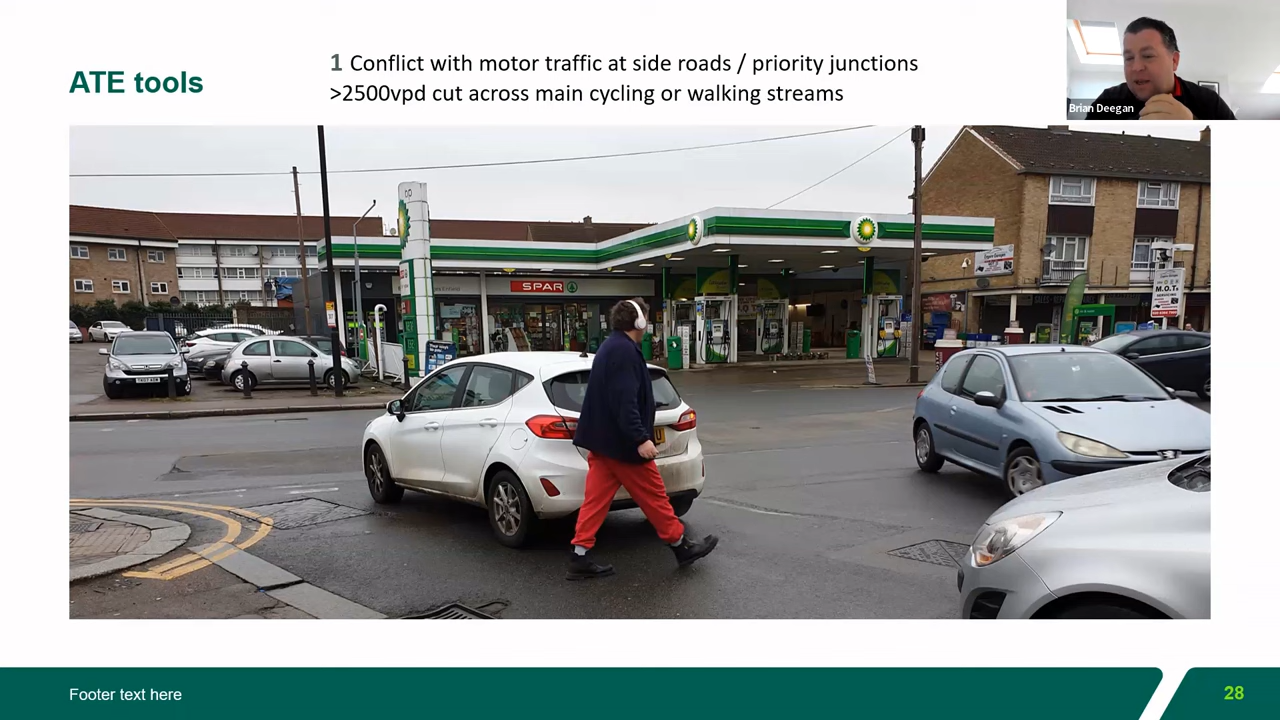 ATE tools
1 Conflict with motor traffic at side roads / priority junctions
>2500vpd cut across main cycling or walking streams
Brian Deegan
bp
SPAR
M.O.T
Footer text here
28